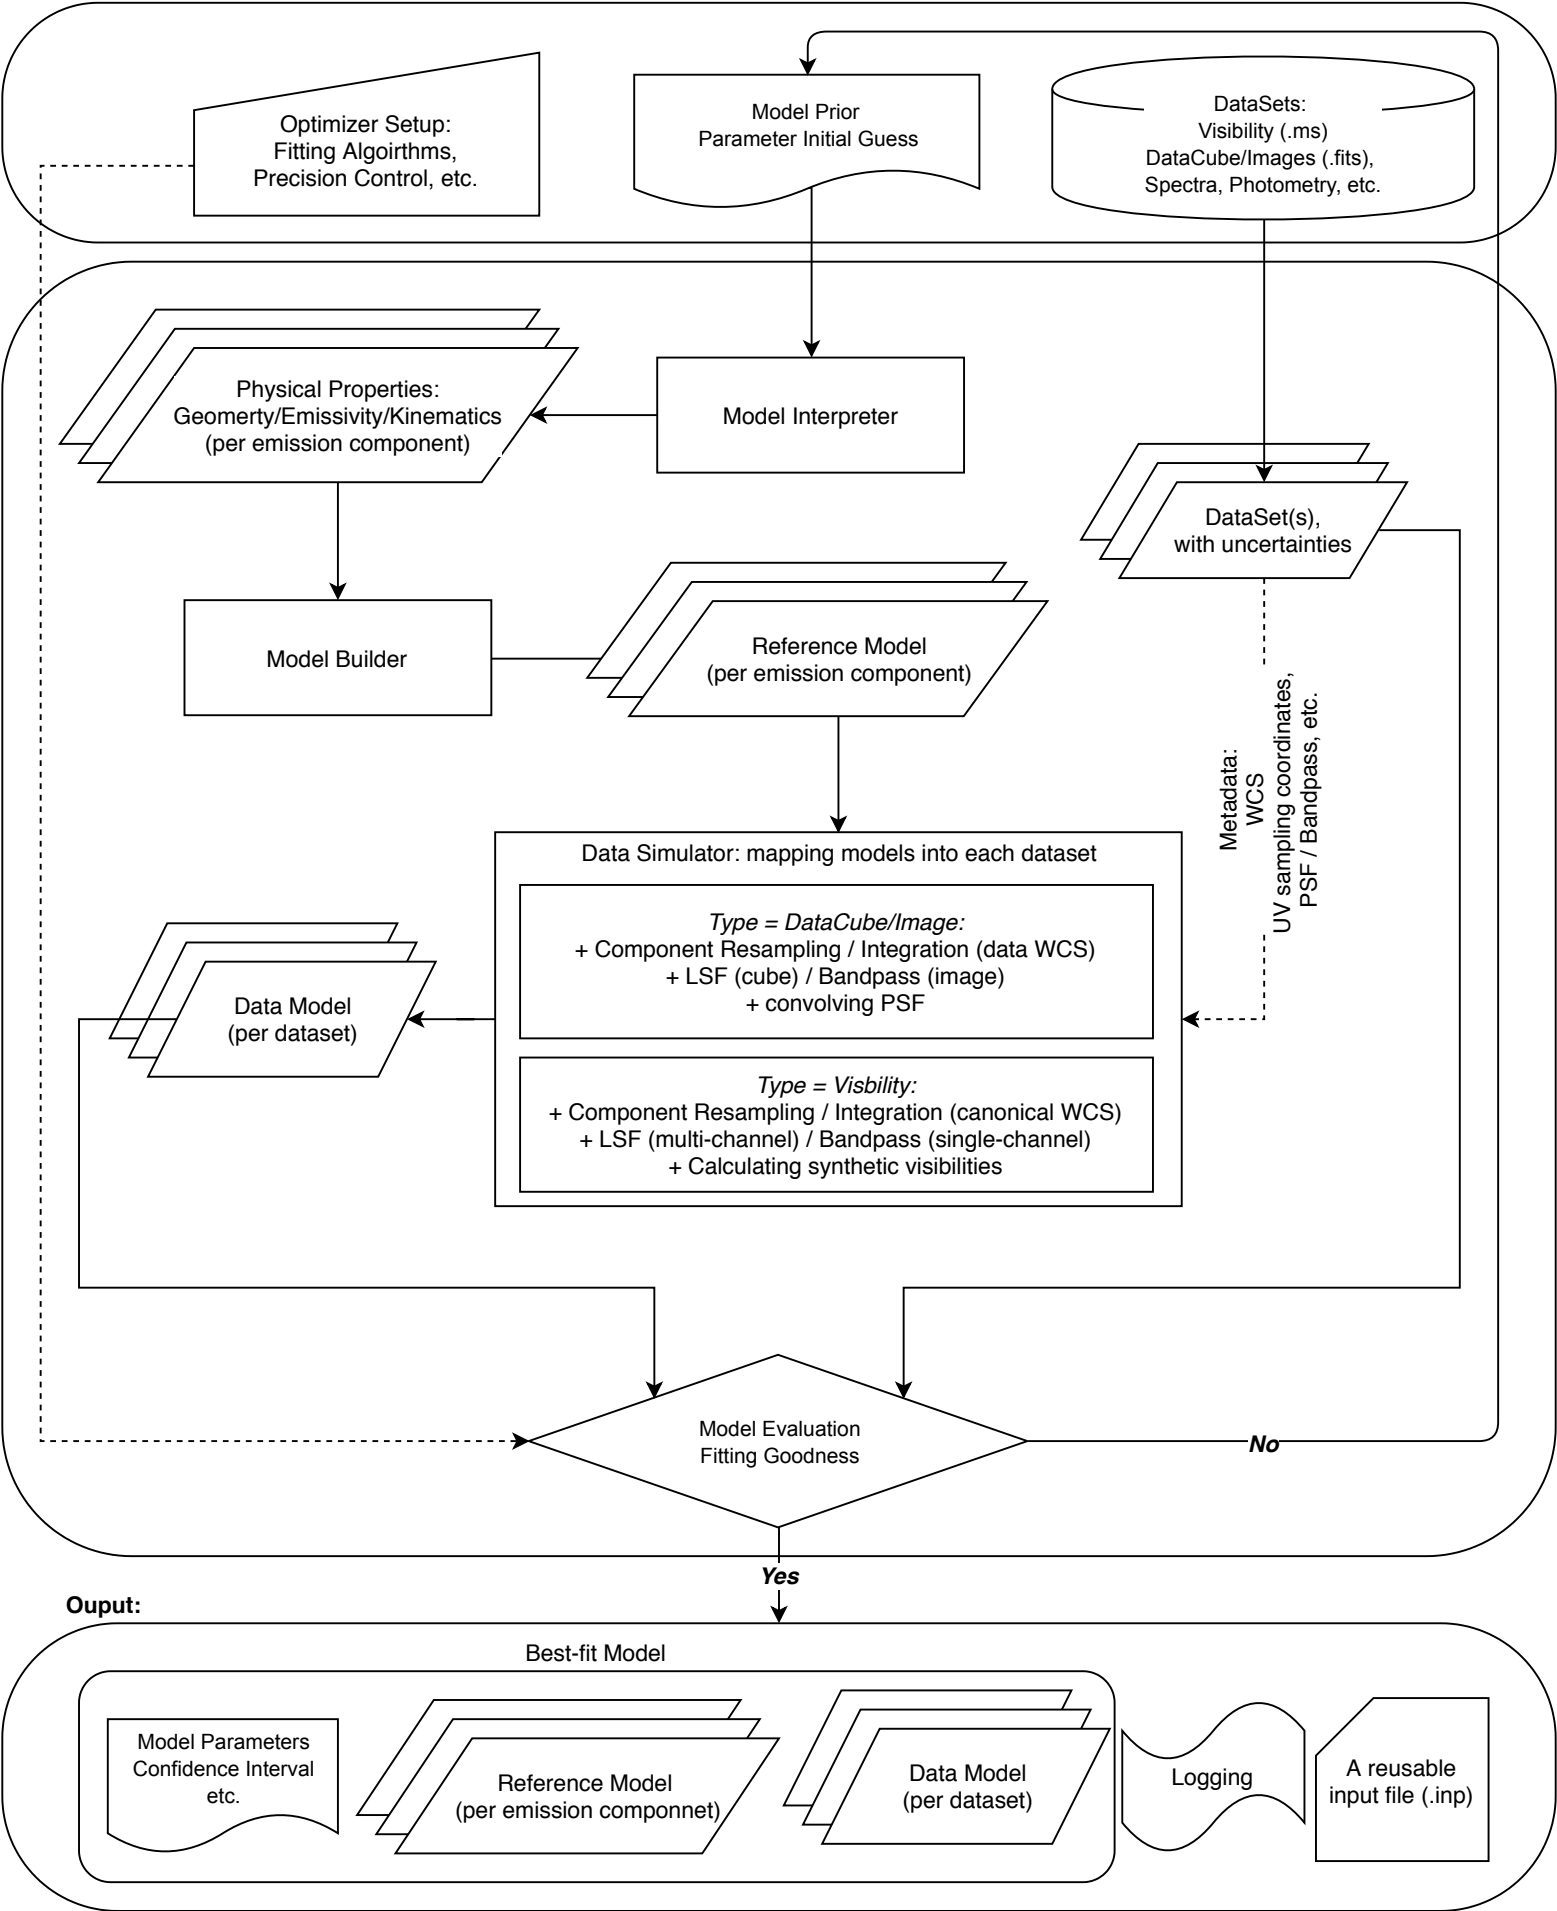 Optimizer Setup:
Fitting Algoirthms,
Precision Control, etc.
Model Prior
Parameter Initial Guess
DataSets:
Visibility (.ms)
DataCube/Images (.fits),
Spectra, Photometry, etc.
Physical Properties:
Geomerty/Emissivity/Kinematics
(per emission component)
Model Interpreter
DataSet(s),
with uncertainties
Model Builder
Reference Model
(per emission component)
Metadada:
WCS
UV sampling coordinates,
PSF / Bandpass, etc.
Data Simulator: mapping models into each dataset
Type = DataCube/Image:
+ Component Resampling / Integration (data WCS)
+ LSF (cube) / Bandpass (image)
+ convolving PSF
Data Model
(per dataset)
Type = Visbility:
+ Component Resampling / Integration (canonical WCS)
+ LSF (multi-channel) / Bandpass (single-channel)
+ Calculating synthetic visibilities
Model Evaluation
Fitting Goodness
No
Yes
Ouput:
Best-fit Model
Model Parameters
Confidence Interval
etc.
Reference Model
(per emission componnet)
Data Model
(per dataset)
Logging
A reusable
input file (.inp)